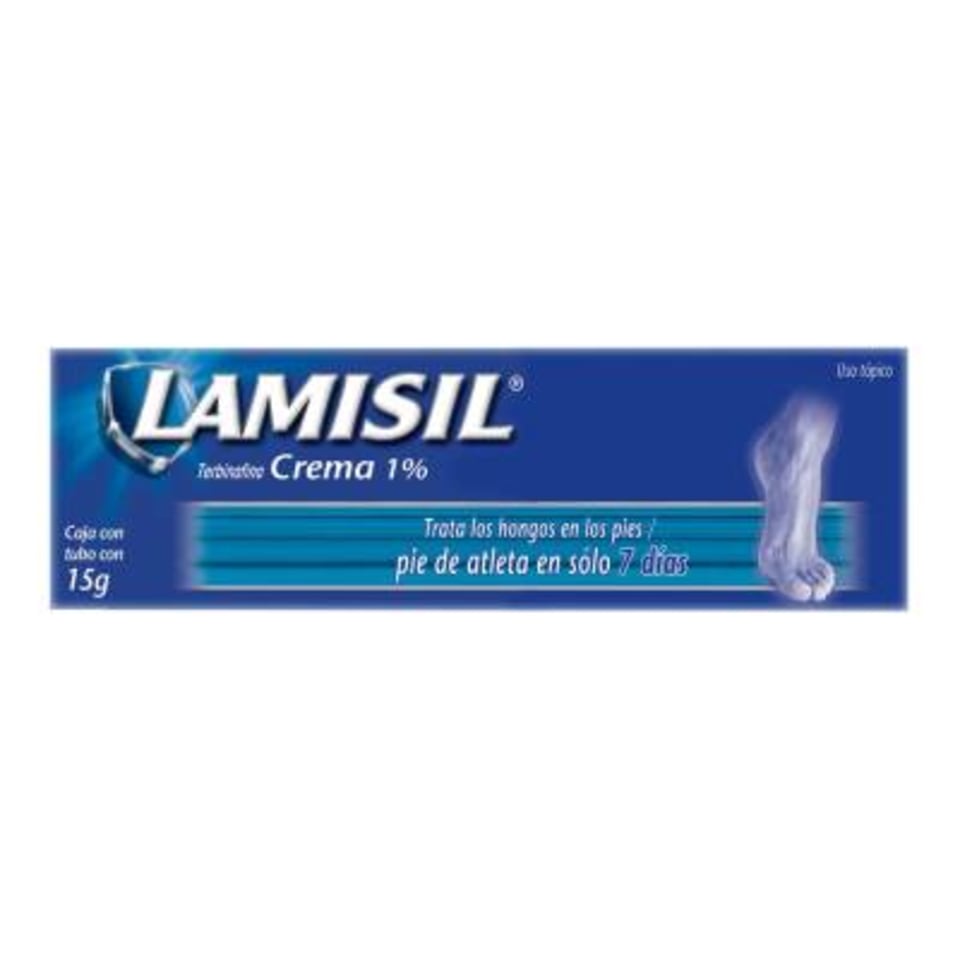 LAMISIL®
Uso tópico
Terbinafina Crema 1%
Caja con
tubo con
15g
Trata los hongos en los pies /
pie de atleta en sólo 7 días